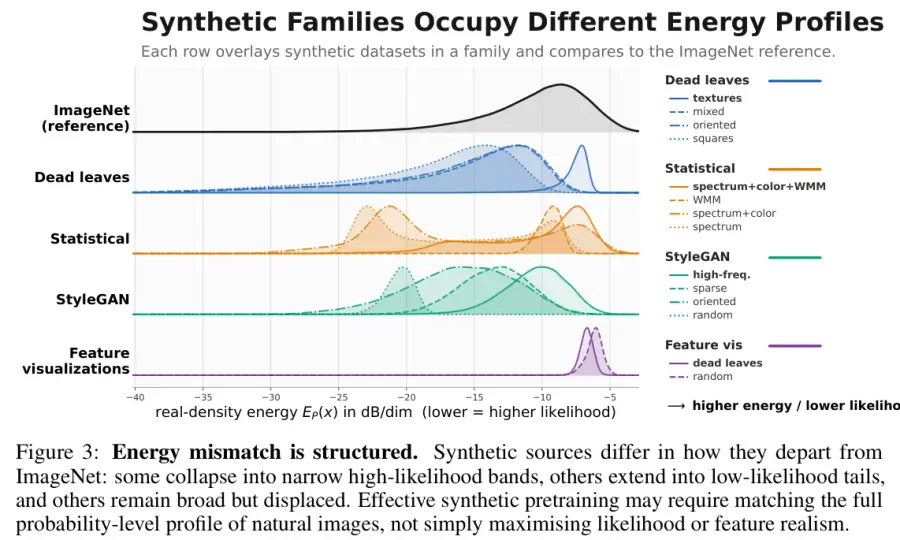 Synthetic Families Occupy Different Energy Profiles
Each row overlays synthetic datasets in a family and compares to the ImageNet reference.
ImageNet
(reference)
Dead leaves
Statistical
StyleGAN
Feature
visualizations
−40 −35 −30 −25 −20 −15 −10 −5
real-density energy E_P(x) in dB/dim (lower = higher likelihood)
Dead leaves
textures
mixed
oriented
squares
Statistical
spectrum+color+WMM
WMM
spectrum+color
spectrum
StyleGAN
high-freq.
sparse
oriented
random
Feature vis
dead leaves
random
⟶ higher energy / lower likeliho
Figure 3: Energy mismatch is structured. Synthetic sources differ in how they depart from
ImageNet: some collapse into narrow high-likelihood bands, others extend into low-likelihood tails,
and others remain broad but displaced. Effective synthetic pretraining may require matching the full
probability-level profile of natural images, not simply maximising likelihood or feature realism.